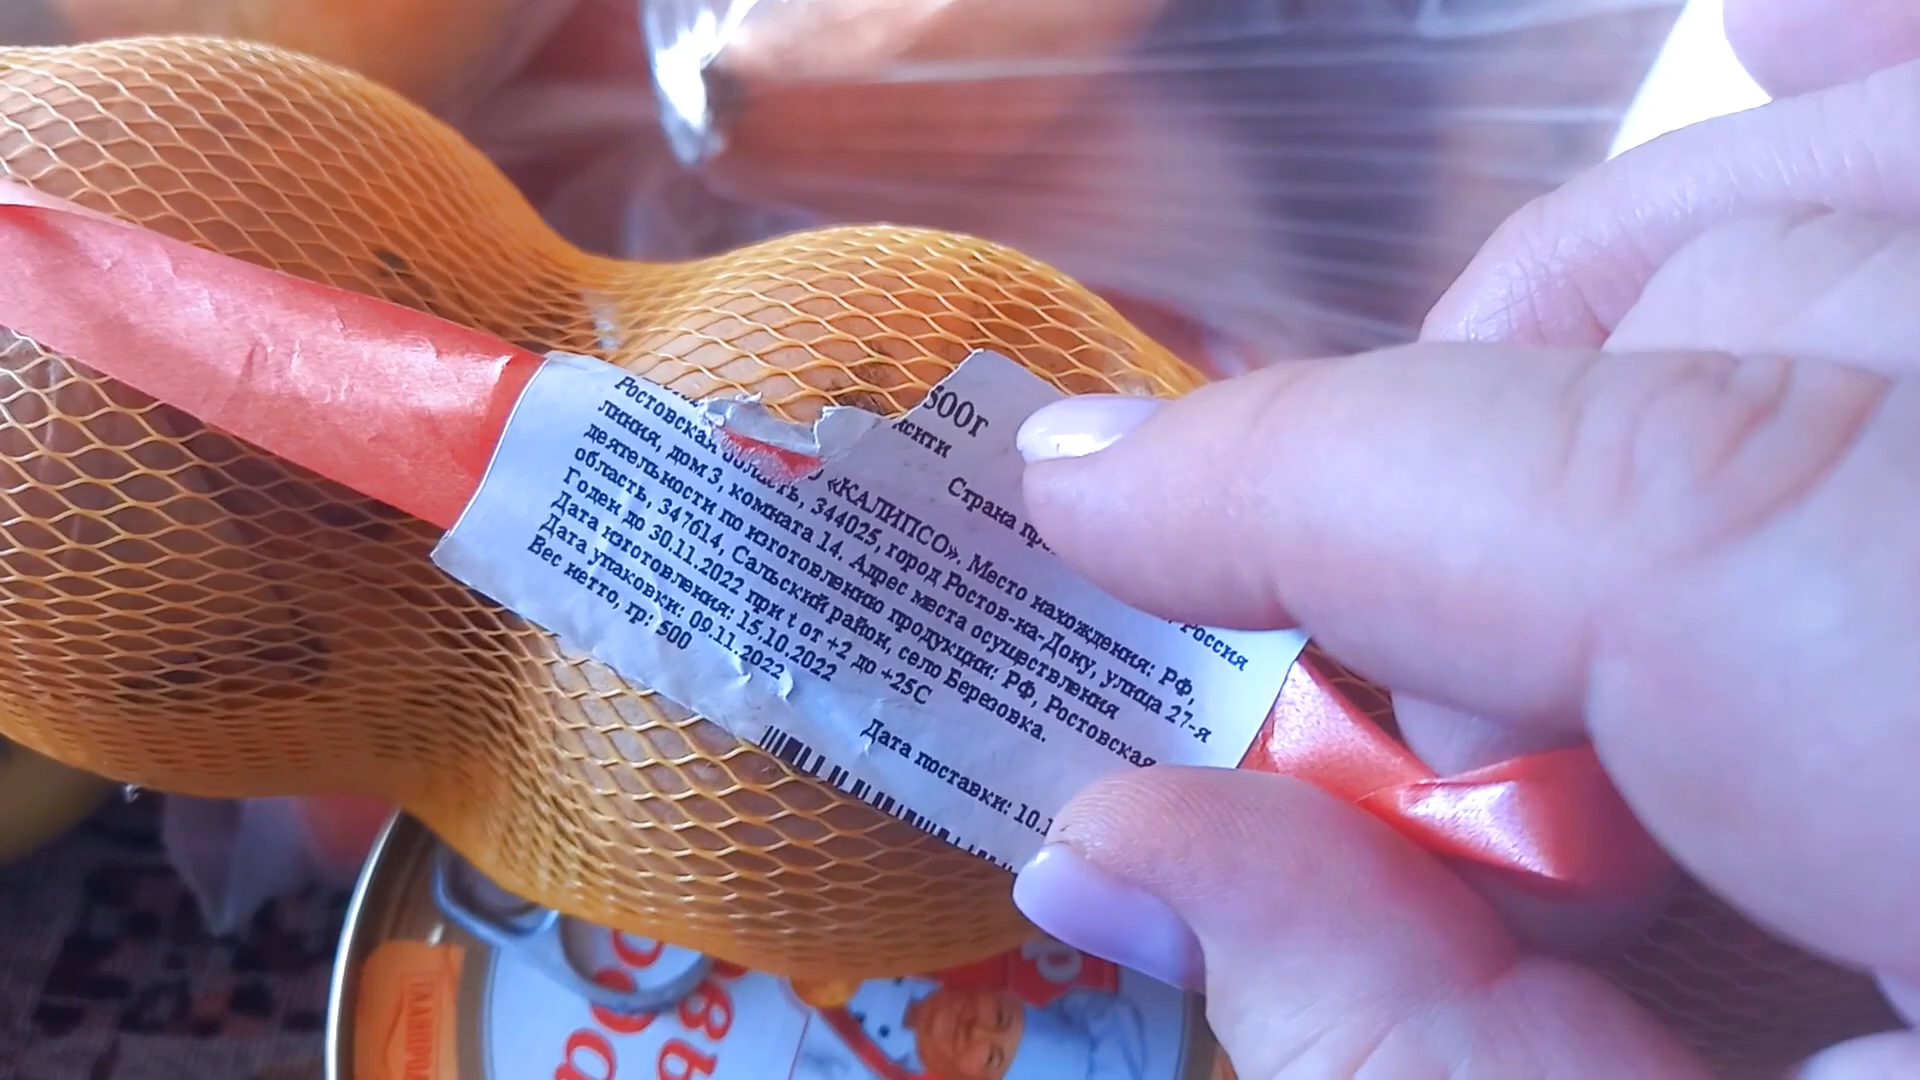 500г
Страна
Россия
«КАЛИПСО». Место нахождения: РФ,
Ростовская область, 344025, город Ростов-на-Дону, улица 27-я
линия, дом 3, комната 14. Адрес места осуществления
деятельности по изготовлению продукции: РФ, Ростовская
область, 347614, Сальский район, село Березовка.
Годен до 30.11.2022 при t от +2 до +25С
Дата изготовления: 15.10.2022
Дата упаковки: 09.11.2022
Дата поставки: 10.1
Вес нетто, гр: 500